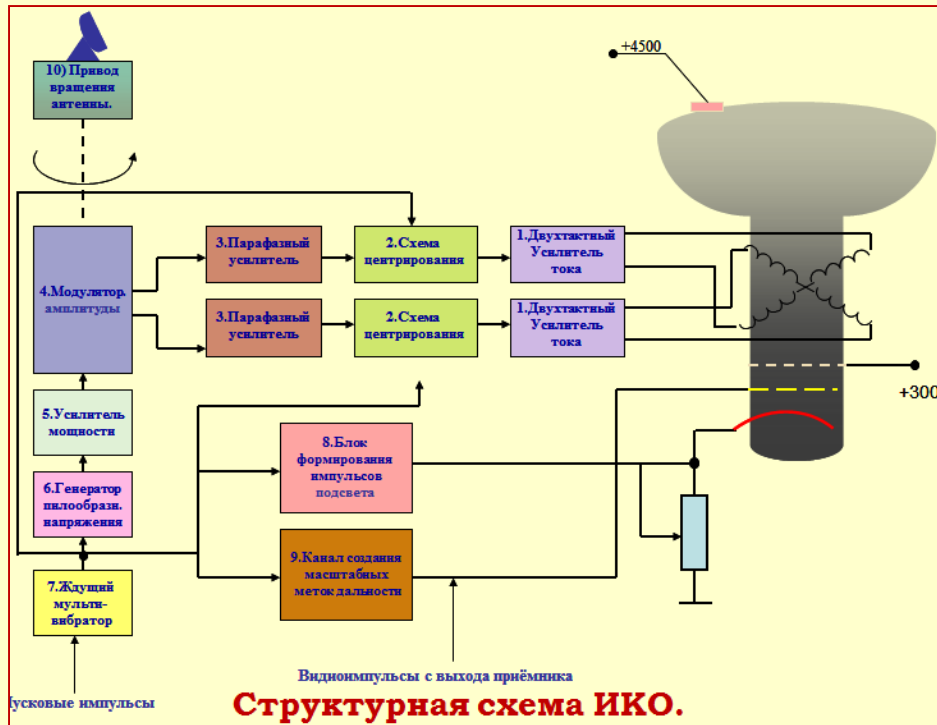 +4500
10) Привод
вращения
антенны.
4.Модулятор.
амплитуды
3.Парафазный
усилитель
2.Схема
центрирования
1.Двухтактный
Усилитель
тока
3.Парафазный
усилитель
2.Схема
центрирования
1.Двухтактный
Усилитель
тока
+300
5.Усилитель
мощности
8.Блок
формирования
импульсов
подсвета
6.Генератор
пилообразн.
напряжения
9.Канал создания
масштабных
меток дальности
7.Ждущий
мульти-
вибратор
Видиоимпульсы с выхода приёмника
усковые импульсы
Структурная схема ИКО.